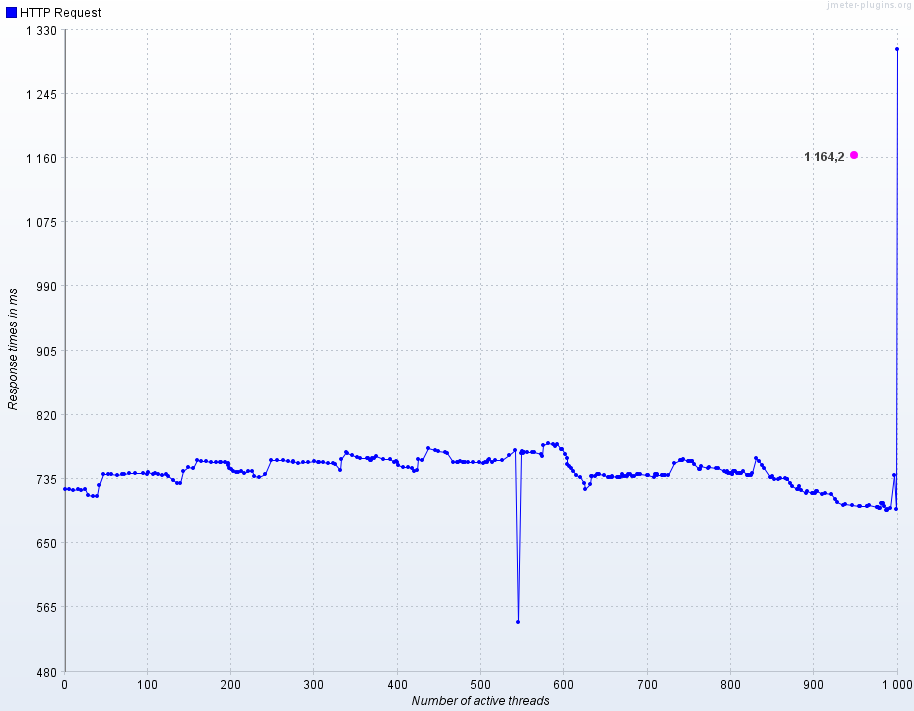 jmeter-plugins.org
HTTP Request
1 330
1 245
1 160
1 164,2
1 075
990
905
820
735
650
565
480
Response times in ms
0 100 200 300 400 500 600 700 800 900 1 000
Number of active threads